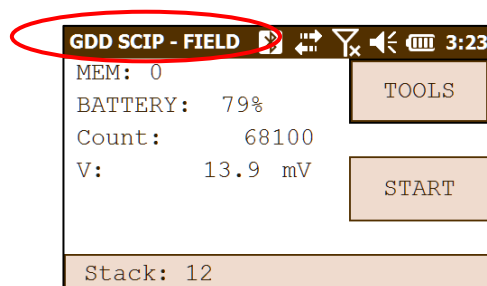 GDD SCIP - FIELD 3:23
MEM: 0
BATTERY: 79%
TOOLS
Count: 68100
V: 13.9 mV
START
Stack: 12